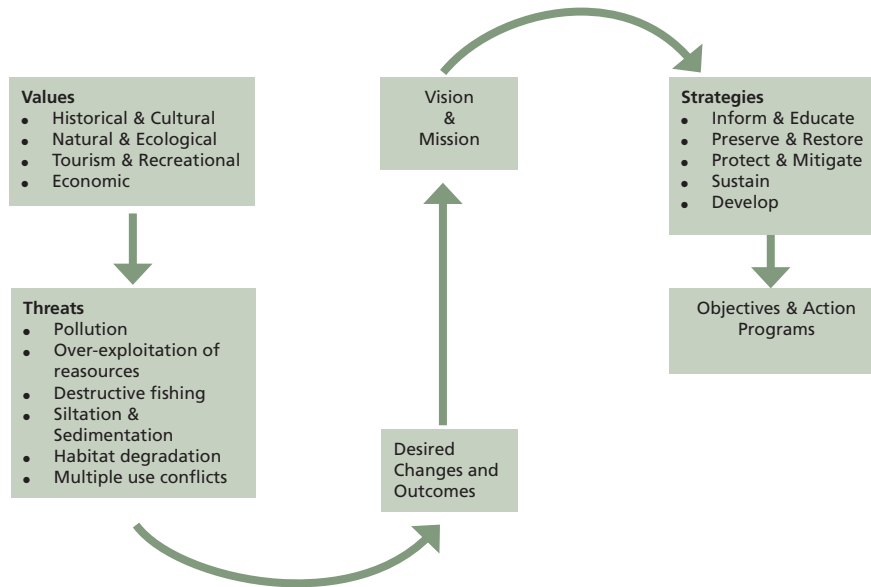 Values
• Historical & Cultural
• Natural & Ecological
• Tourism & Recreational
• Economic
Threats
• Pollution
• Over-exploitation of
reasources
• Destructive fishing
• Siltation &
Sedimentation
• Habitat degradation
• Multiple use conflicts
Desired
Changes and
Outcomes
Vision
&
Mission
Strategies
• Inform & Educate
• Preserve & Restore
• Protect & Mitigate
• Sustain
• Develop
Objectives & Action
Programs